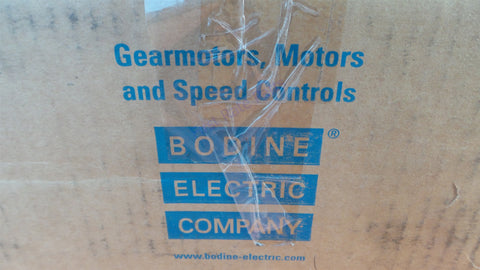 Gearmotors, Motors
and Speed Controls
BODINE®
ELECTRIC
COMPANY
www.bodine-electric.com